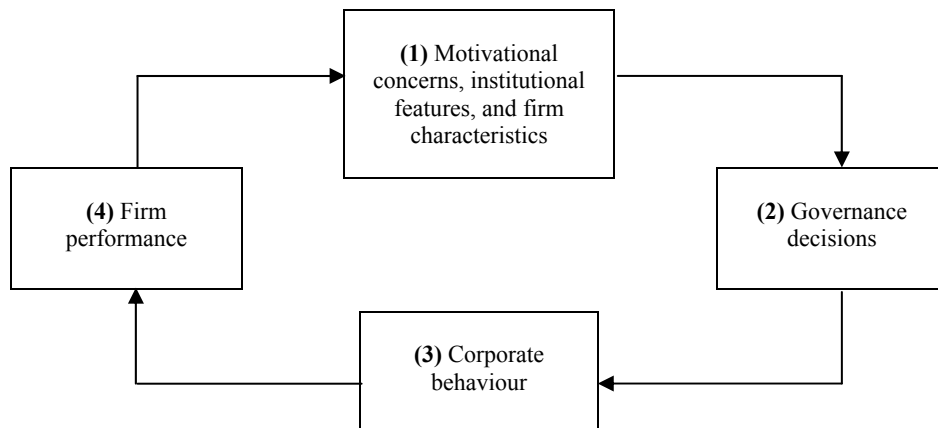 (1) Motivational
concerns, institutional
features, and firm
characteristics
(2) Governance
decisions
(3) Corporate
behaviour
(4) Firm
performance